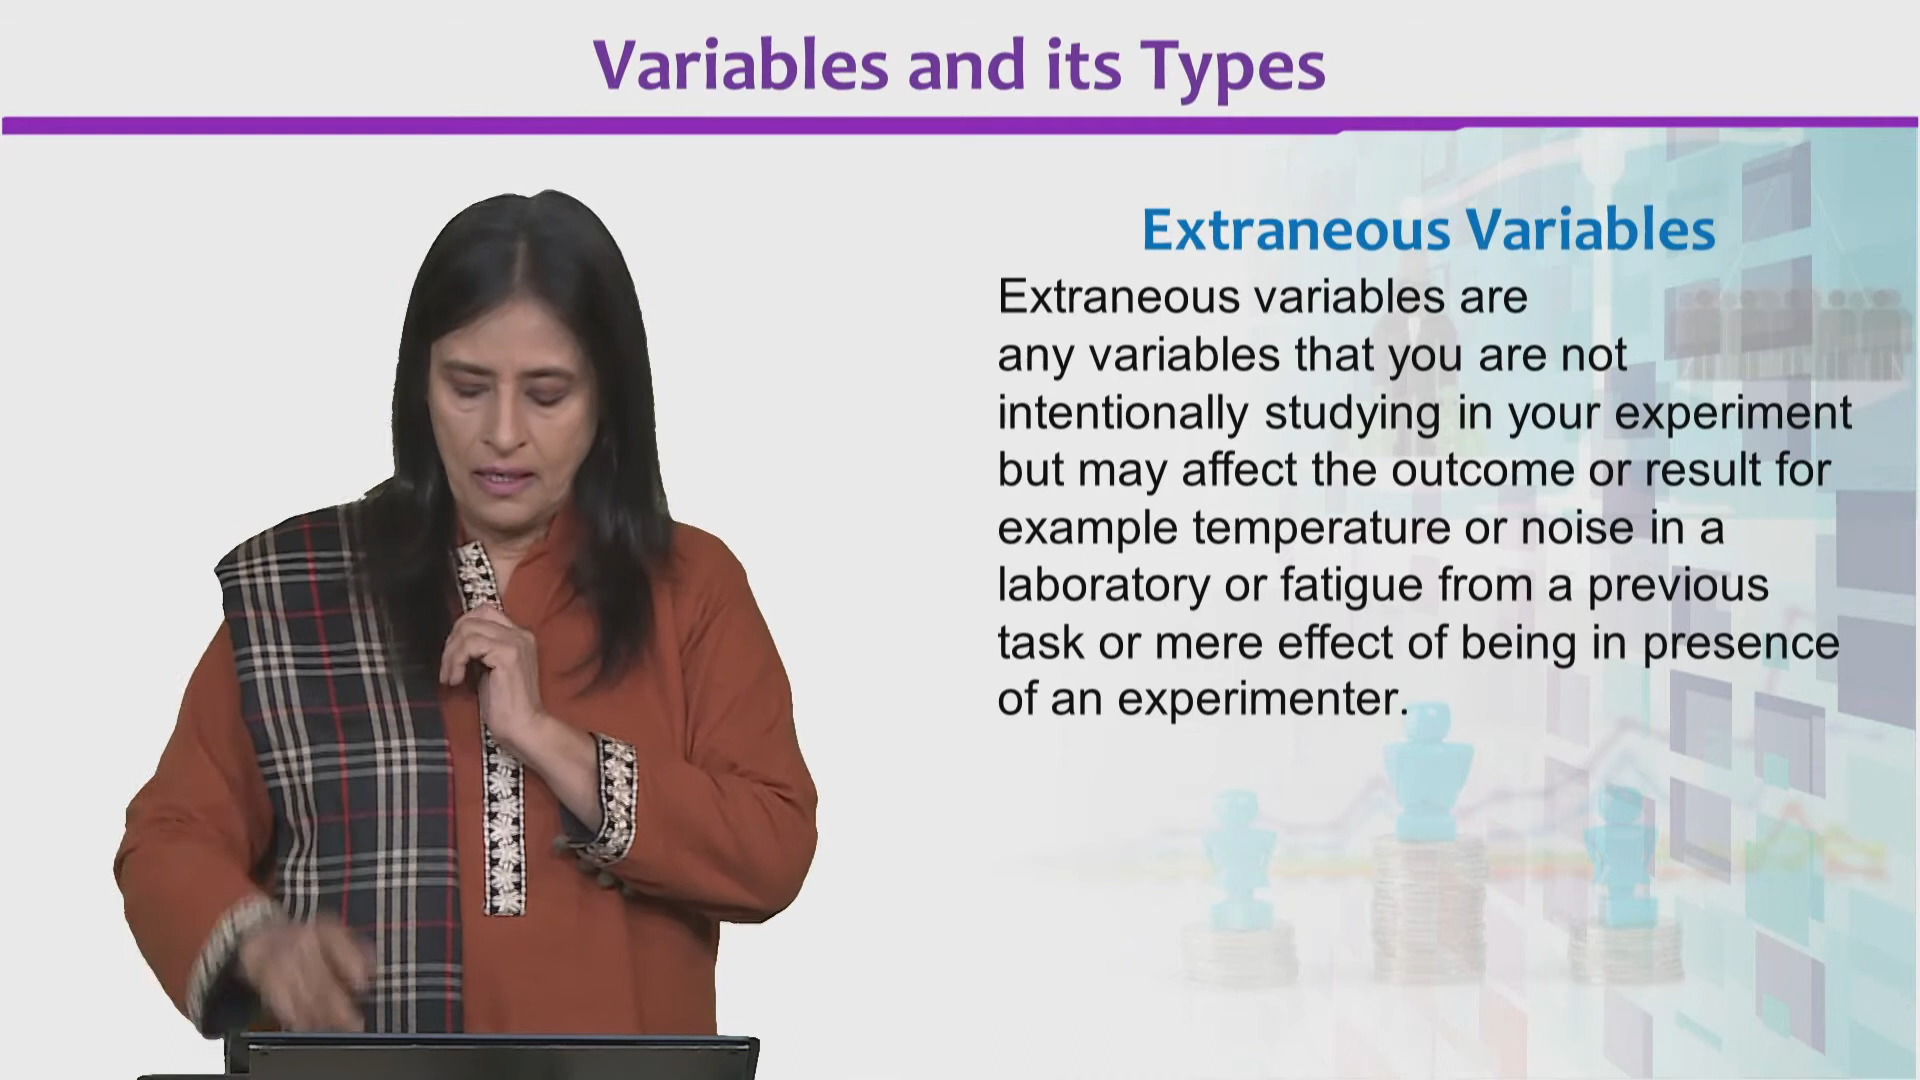 Variables and its Types
Extraneous Variables
Extraneous variables are
any variables that you are not
intentionally studying in your experiment
but may affect the outcome or result for
example temperature or noise in a
laboratory or fatigue from a previous
task or mere effect of being in presence
of an experimenter.